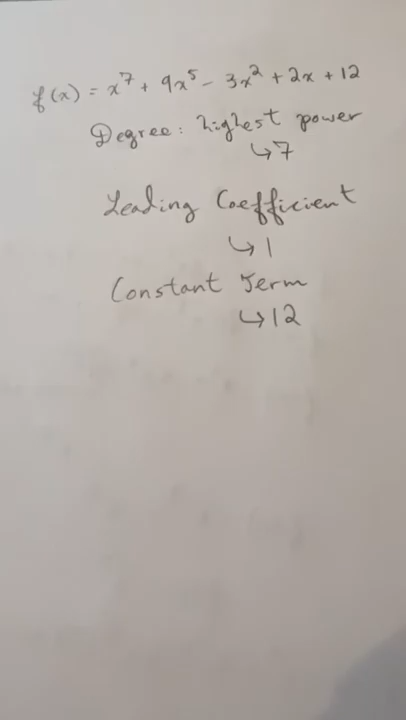 f(x) = x⁷ + 9x⁵ - 3x² + 2x + 12
Degree: highest power
↳7
Leading Coefficient
↳1
Constant Term
↳12